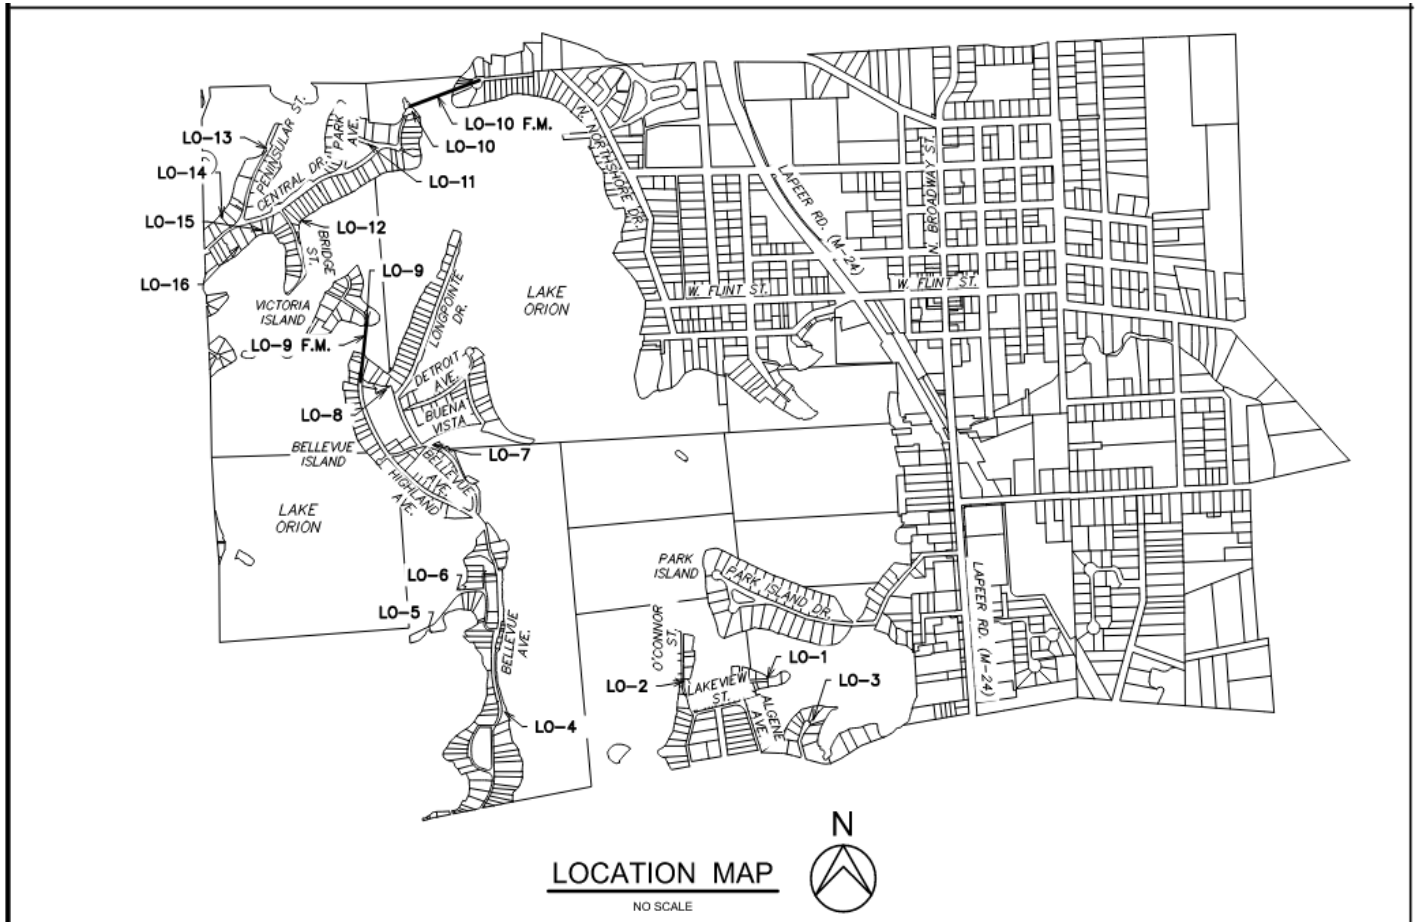 LO-10 F.M.
LO-10
LO-11
LO-13
PENINSULAR ST.
PARK
AVE.
CENTRAL DR.
LO-14
LO-15
LO-12
BRIDGE
ST.
LO-16
LO-9
VICTORIA
ISLAND
LO-9 F.M.
LONGPOINTE
DR.
LAKE
ORION
N. NORTHSHORE DR.
LAPEER RD. (M-24)
N. BROADWAY ST.
W. FLINT ST.
W. FLINT ST.
DETROIT
AVE.
BUENA
VISTA
LO-8
BELLEVUE
ISLAND
LO-7
BELLEVUE
AVE.
HIGHLAND
AVE.
LAKE
ORION
LO-6
LO-5
BELLEVUE
AVE.
LO-4
PARK
ISLAND
PARK ISLAND DR.
O'CONNOR
ST.
LO-1
LO-2
LAKEVIEW
ST.
LO-3
ALGENE
AVE.
LAPEER RD. (M-24)
N
LOCATION MAP
NO SCALE